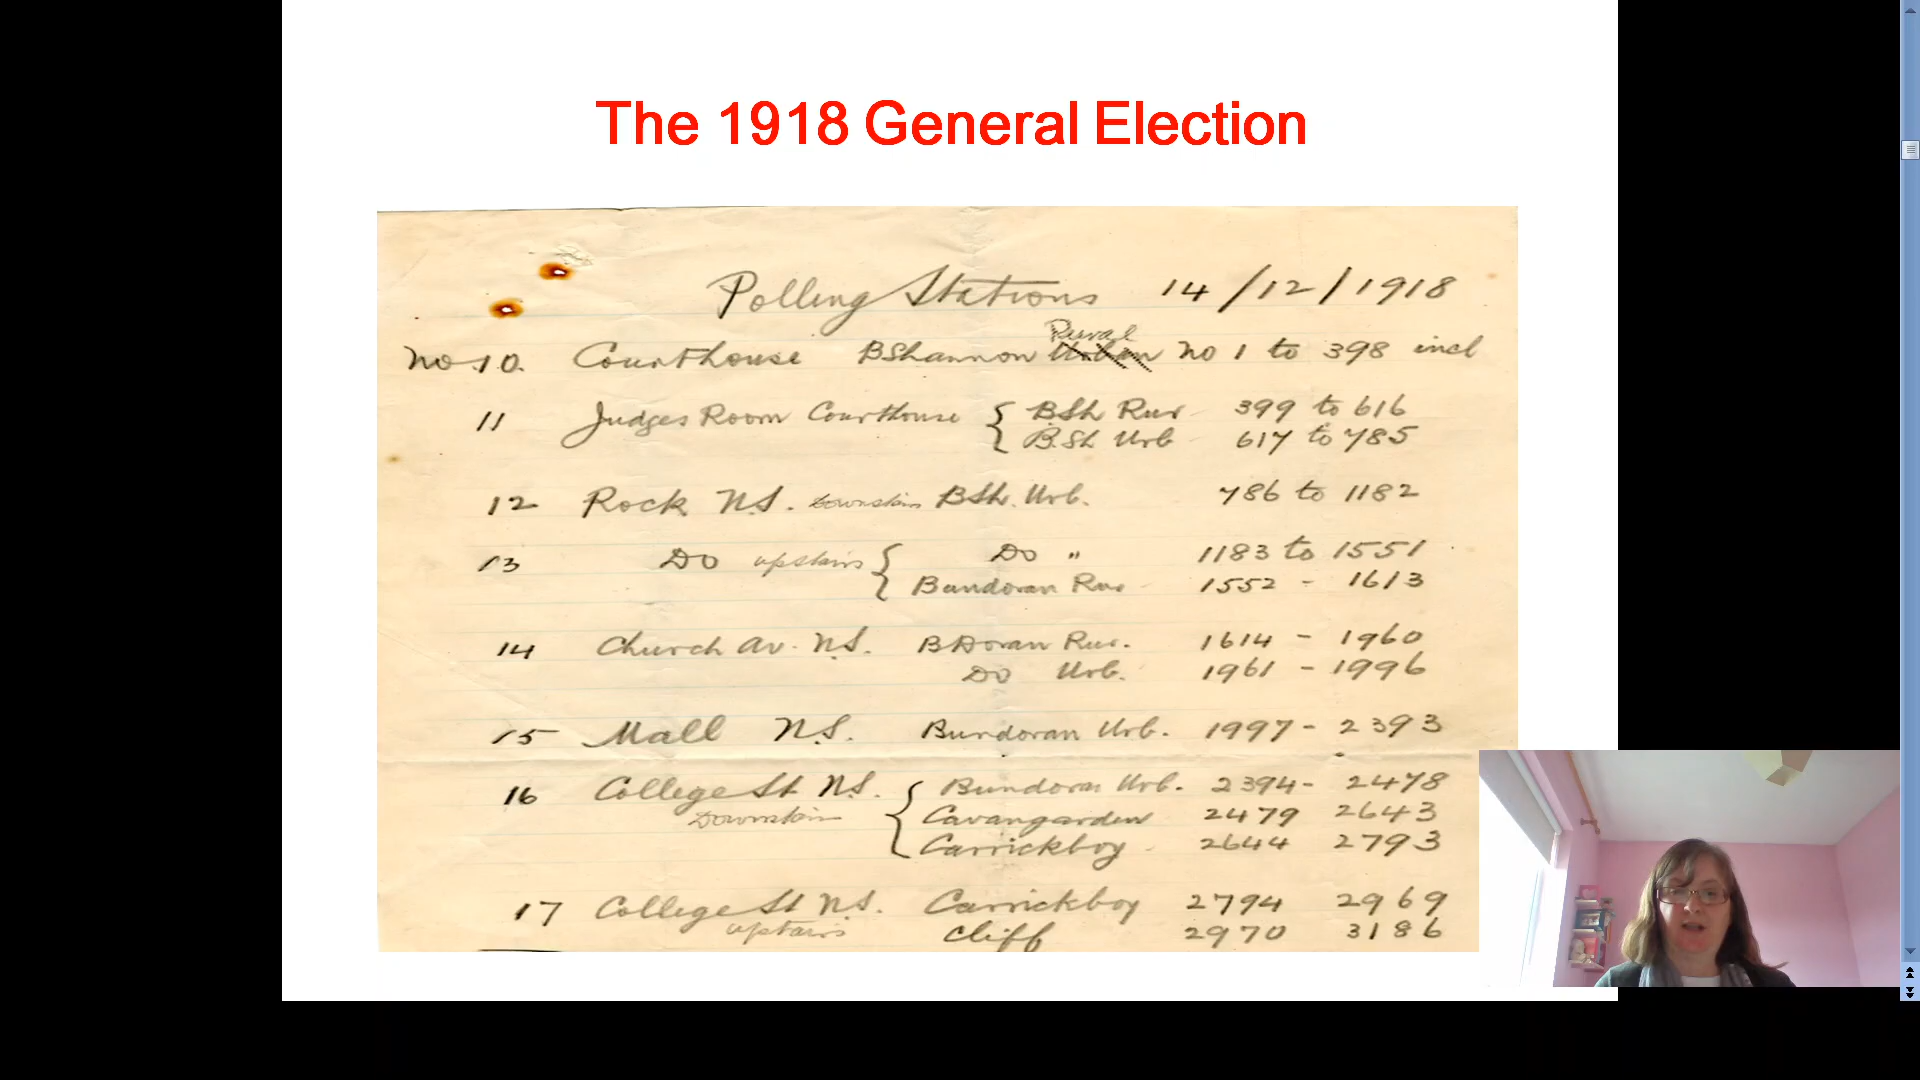 The 1918 General Election
Polling Stations 14/12/1918
Rural
No 10. Courthouse BShannon Urban No 1 to 398 incl
11 Judges Room Courthouse { B.Sh Rur - 399 to 616
B.Sh Urb - 617 to 785
12 Rock N.S. Downstairs BSh. Urb. 786 to 1182
13 Do upstairs { Do " 1183 to 1551
Bundoran Rur - 1552 - 1613
14 Church Av. N.S. BDoran Rur. 1614 - 1960
Do Urb. 1961 - 1996
15 Mall N.S. Bundoran Urb. 1997 - 2393
16 College St N.S. { Bundoran Urb. 2394 - 2478
Downstairs Cavangarden 2479 2643
Carrickboy - 2644 2793
17 College St N.S. Carrickboy 2794 2969
upstairs Cliff 2970 3186